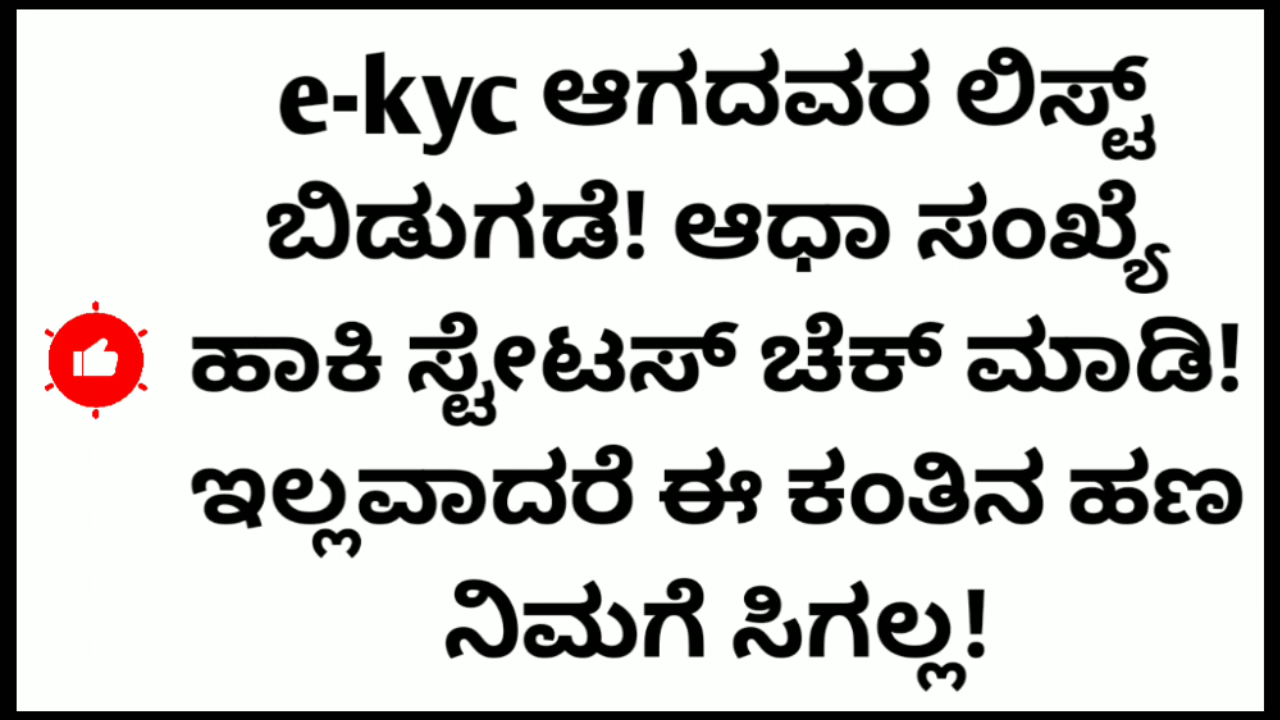 e-kyc ಆಗದವರ ಲಿಸ್ಟ್
ಬಿಡುಗಡೆ! ಆಧಾ ಸಂಖ್ಯೆ
ಹಾಕಿ ಸ್ಟೇಟಸ್ ಚೆಕ್ ಮಾಡಿ!
ಇಲ್ಲವಾದರೆ ಈ ಕಂತಿನ ಹಣ
ನಿಮಗೆ ಸಿಗಲ್ಲ!